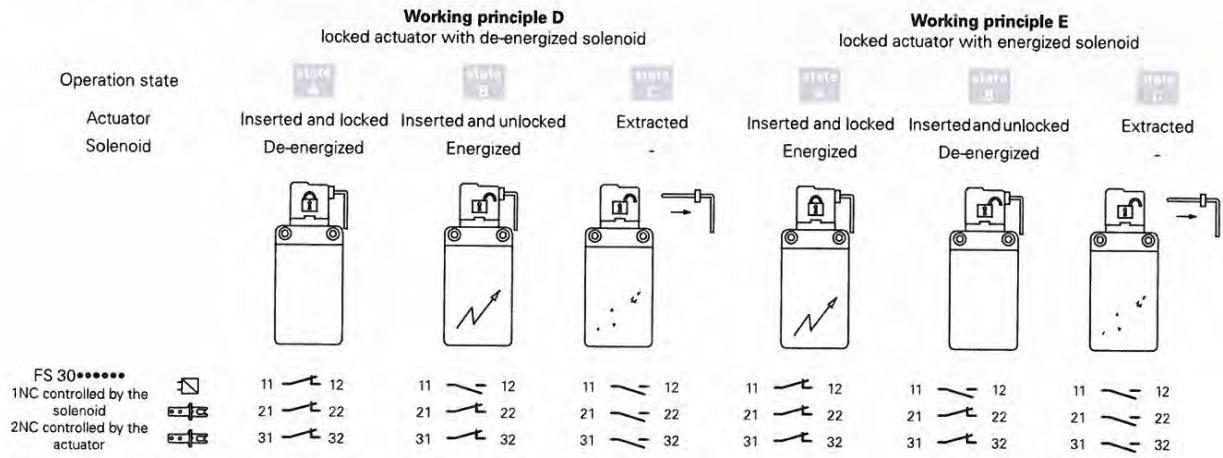 Working principle D
locked actuator with de-energized solenoid
Working principle E
locked actuator with energized solenoid
Operation state
state A
state B
state C
state A
state B
state
Actuator
Inserted and locked
Inserted and unlocked
Extracted
Inserted and locked
Inserted and unlocked
Extracted
Solenoid
De-energized
Energized
-
Energized
De-energized
-
FS 30••••••
1NC controlled by the
solenoid
2NC controlled by the
actuator
11 12
11 12
11 12
11 12
11 12
11 12
21 22
21 22
21 22
21 22
21 22
21 22
31 32
31 32
31 32
31 32
31 32
31 32